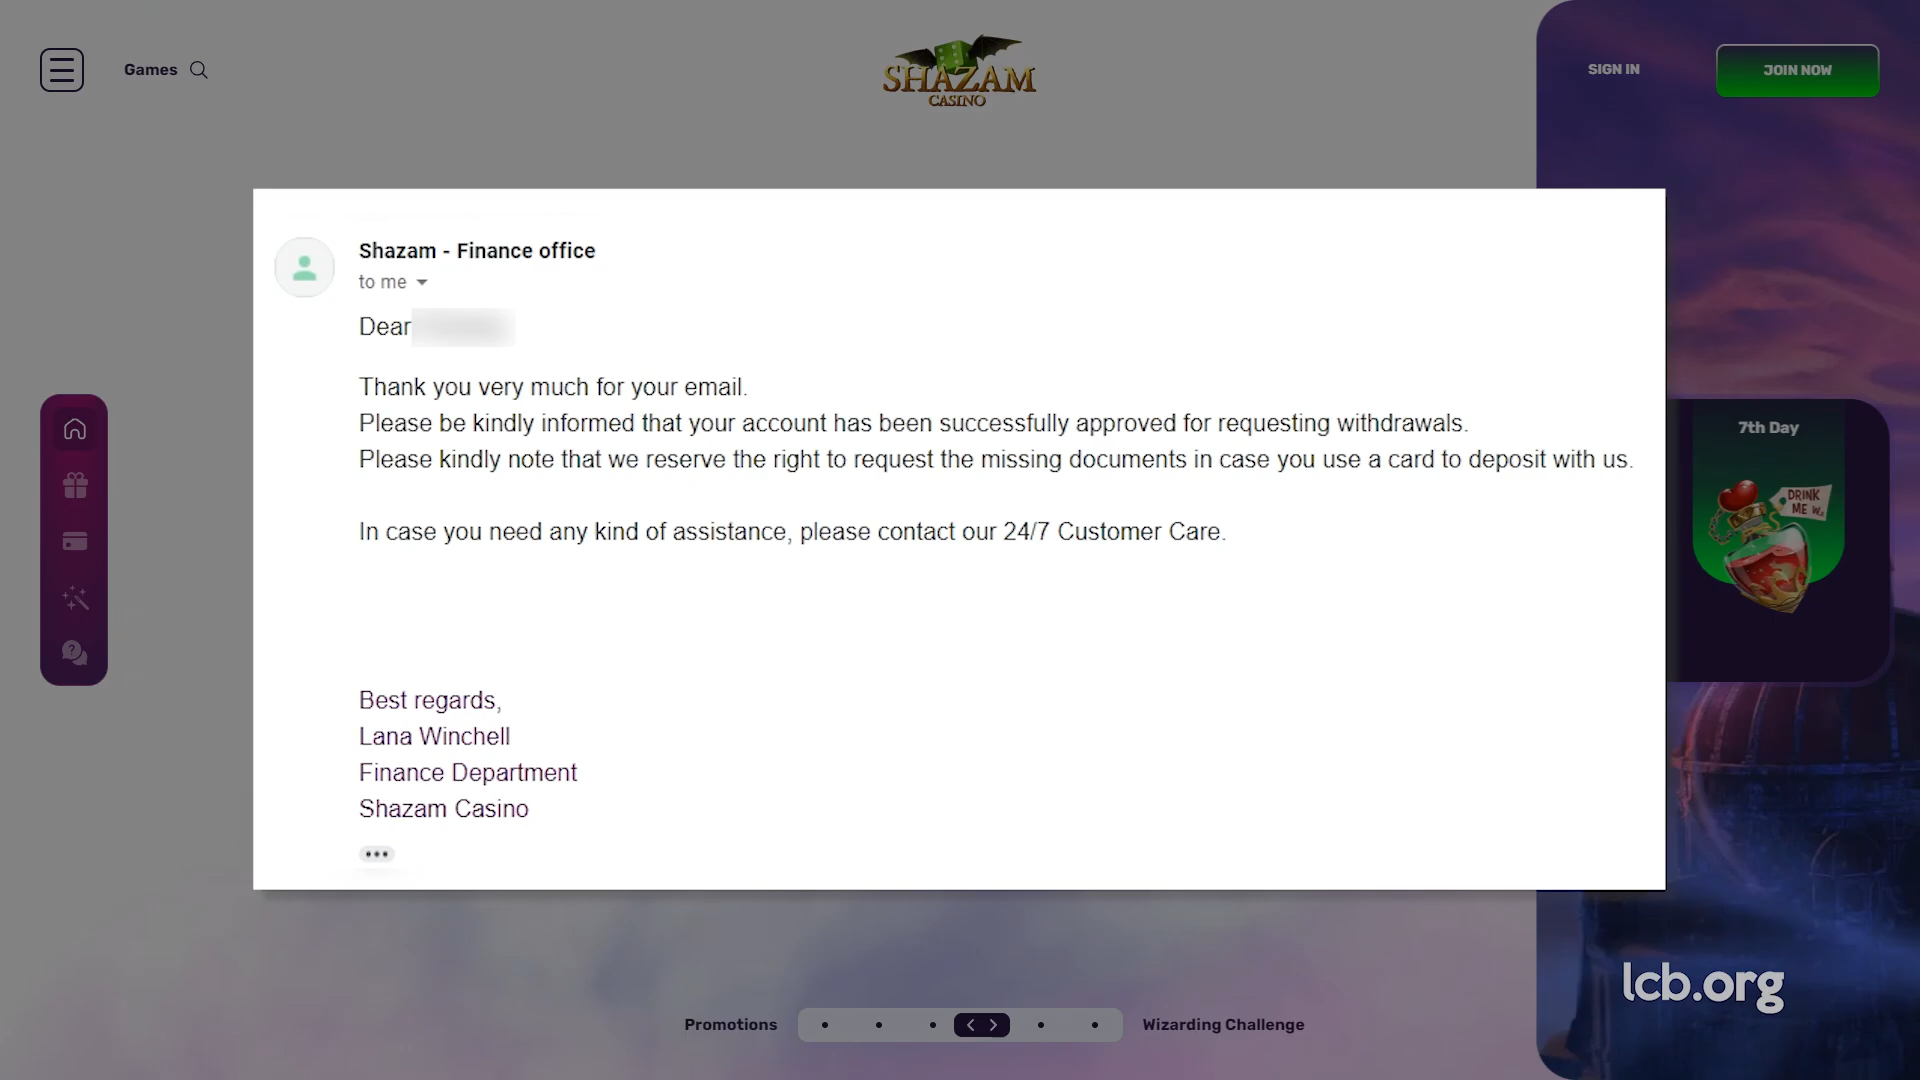 Games
SHAZAM
CASINO
SIGN IN
JOIN NOW
Shazam - Finance office
to me
Dear
Thank you very much for your email.
Please be kindly informed that your account has been successfully approved for requesting withdrawals.
Please kindly note that we reserve the right to request the missing documents in case you use a card to deposit with us.
In case you need any kind of assistance, please contact our 24/7 Customer Care.
Best regards,
Lana Winchell
Finance Department
Shazam Casino
7th Day
DRINK
ME
lcb.org
Promotions
Wizarding Challenge